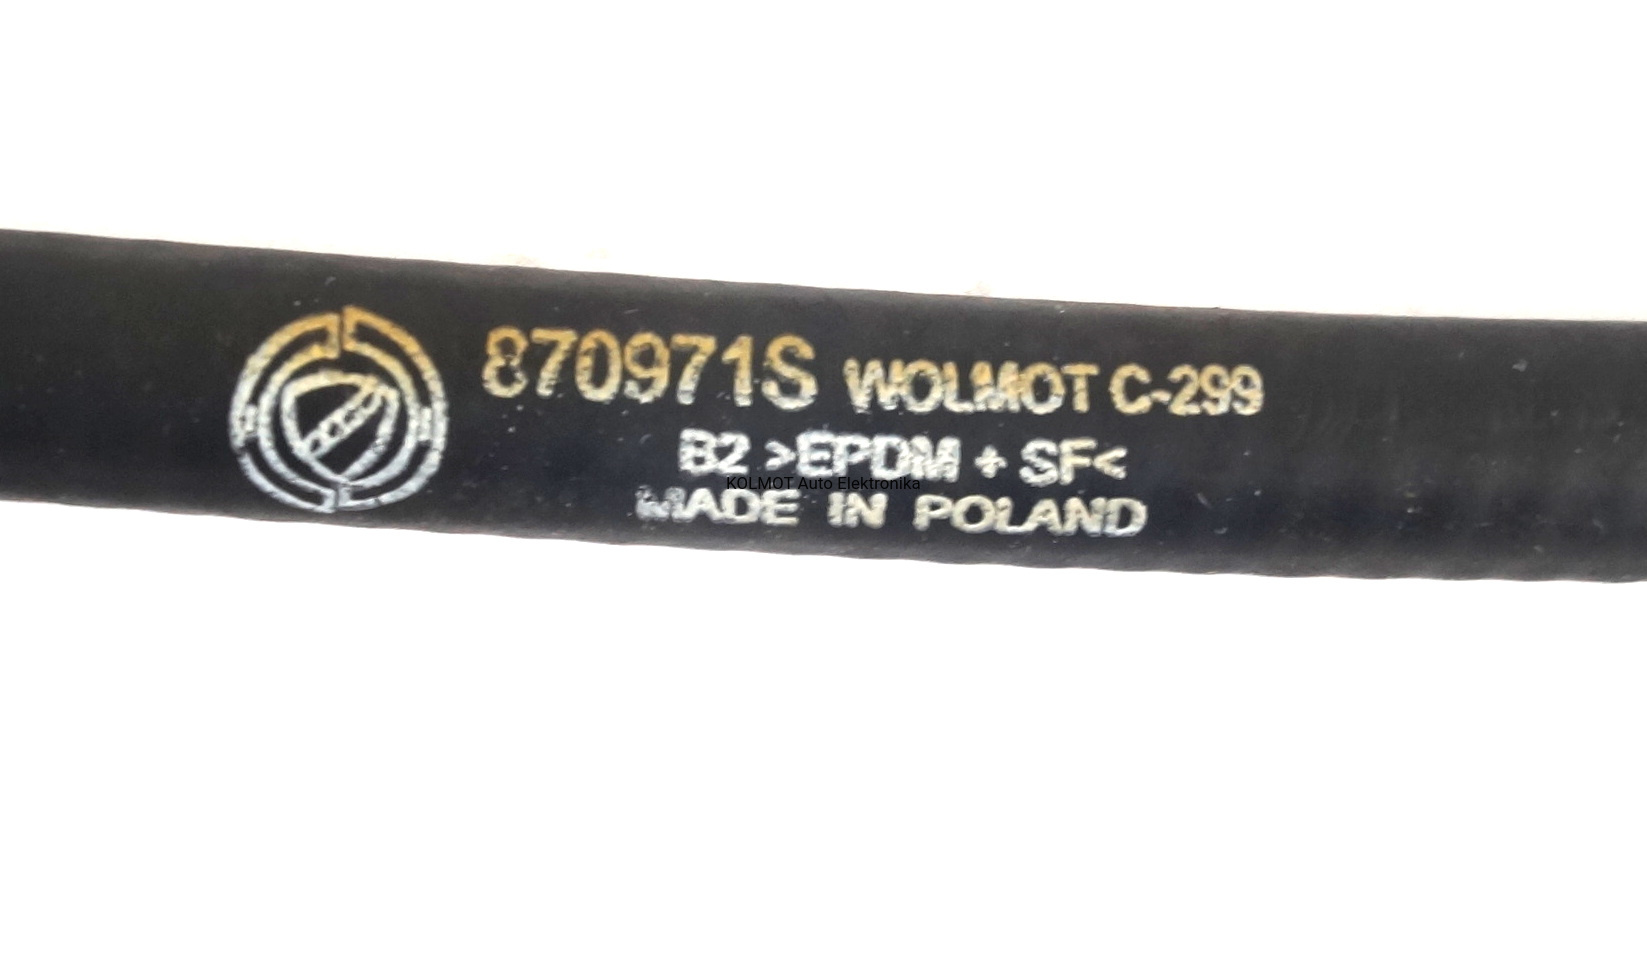 870971S WOLMOT C-299
B2 >EPDM + SF<
KOLMOT Auto Elektronika
MADE IN POLAND